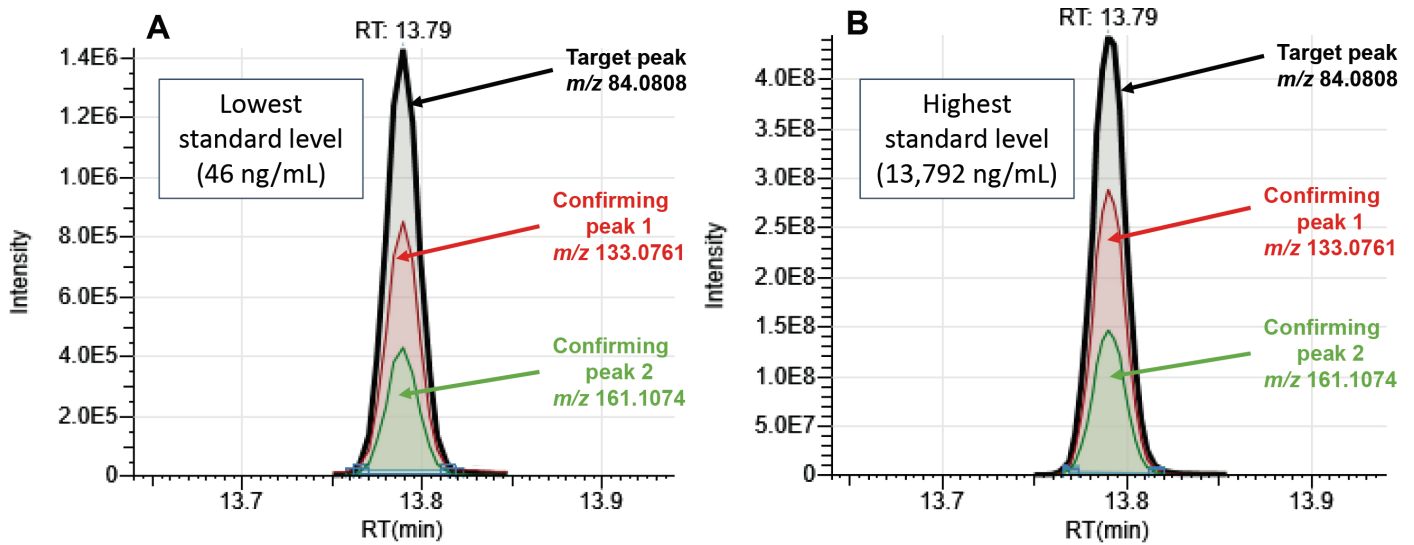 A
RT: 13.79
1.4E6
1.2E6
1.0E6
8.0E5
6.0E5
4.0E5
2.0E5
0
Intensity
Lowest
standard level
(46 ng/mL)
Target peak
m/z 84.0808
Confirming
peak 1
m/z 133.0761
Confirming
peak 2
m/z 161.1074
13.7
13.8
13.9
RT(min)
B
RT: 13.79
4.0E8
3.5E8
3.0E8
2.5E8
2.0E8
1.5E8
1.0E8
5.0E7
0
Intensity
Highest
standard level
(13,792 ng/mL)
Target peak
m/z 84.0808
Confirming
peak 1
m/z 133.0761
Confirming
peak 2
m/z 161.1074
13.7
13.8
13.9
RT(min)